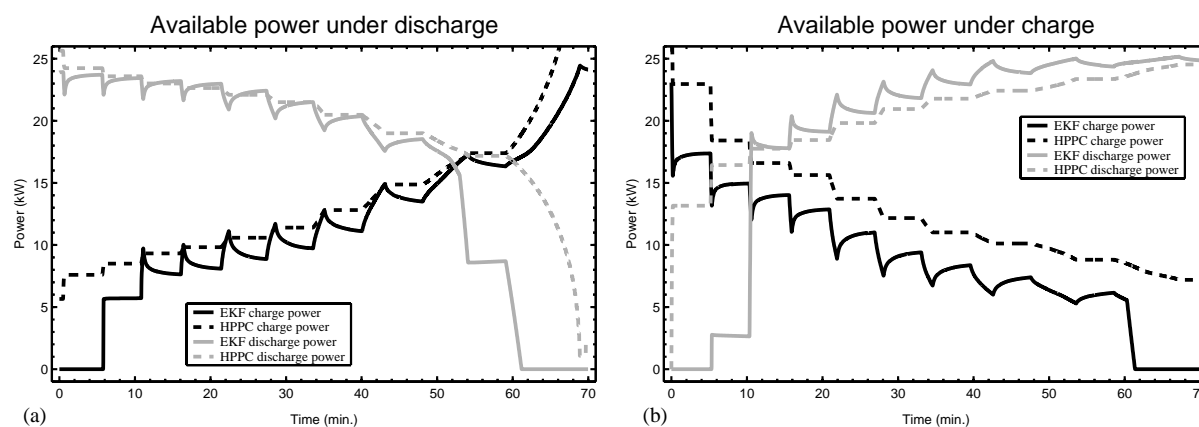 Available power under discharge
25
20
15
10
5
0
Power (kW)
EKF charge power
HPPC charge power
EKF discharge power
HPPC discharge power
0 10 20 30 40 50 60 70
Time (min.)
(a)
Available power under charge
25
20
15
10
5
0
Power (kW)
EKF charge power
HPPC charge power
EKF discharge power
HPPC discharge power
0 10 20 30 40 50 60 70
Time (min.)
(b)